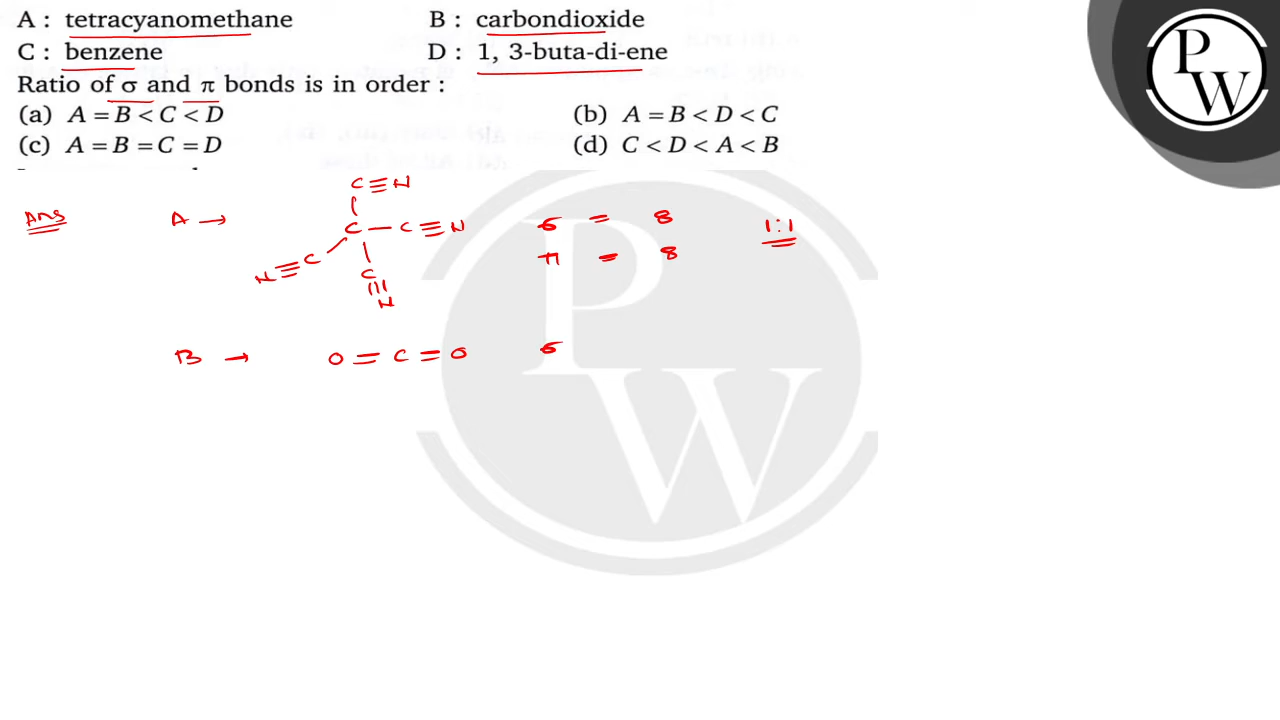 A : tetracyanomethane B : carbondioxide
C : benzene D : 1, 3-buta-di-ene
Ratio of σ and π bonds is in order :
(a) A = B < C < D (b) A = B < D < C
(c) A = B = C = D (d) C < D < A < B
Ans A → C≡N
C — C≡N σ = 8 1:1
N≡C C≡N π = 8
B → O=C=O σ
P
W
P
W